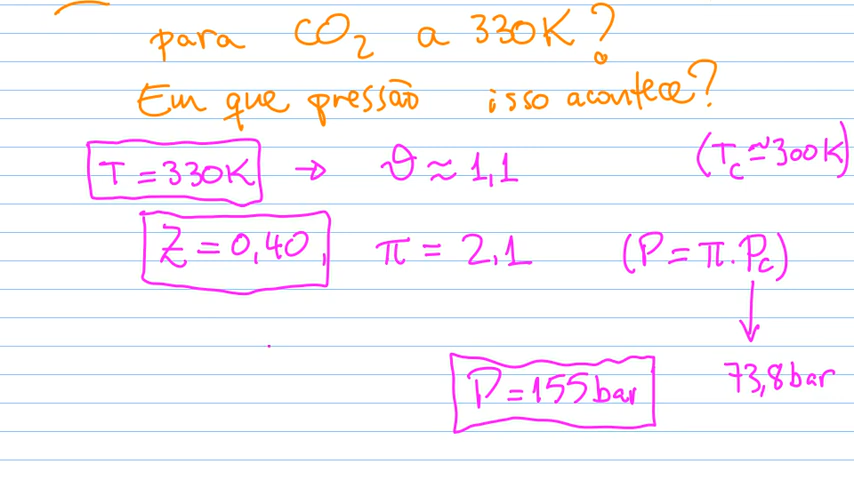 para CO₂ a 330K?
Em que pressão isso acontece?
T = 330K → ϑ ≈ 1,1 (Tc ≃ 300K)
Z = 0,40, π = 2,1 (P = π.Pc)
73,8 bar
P = 155 bar